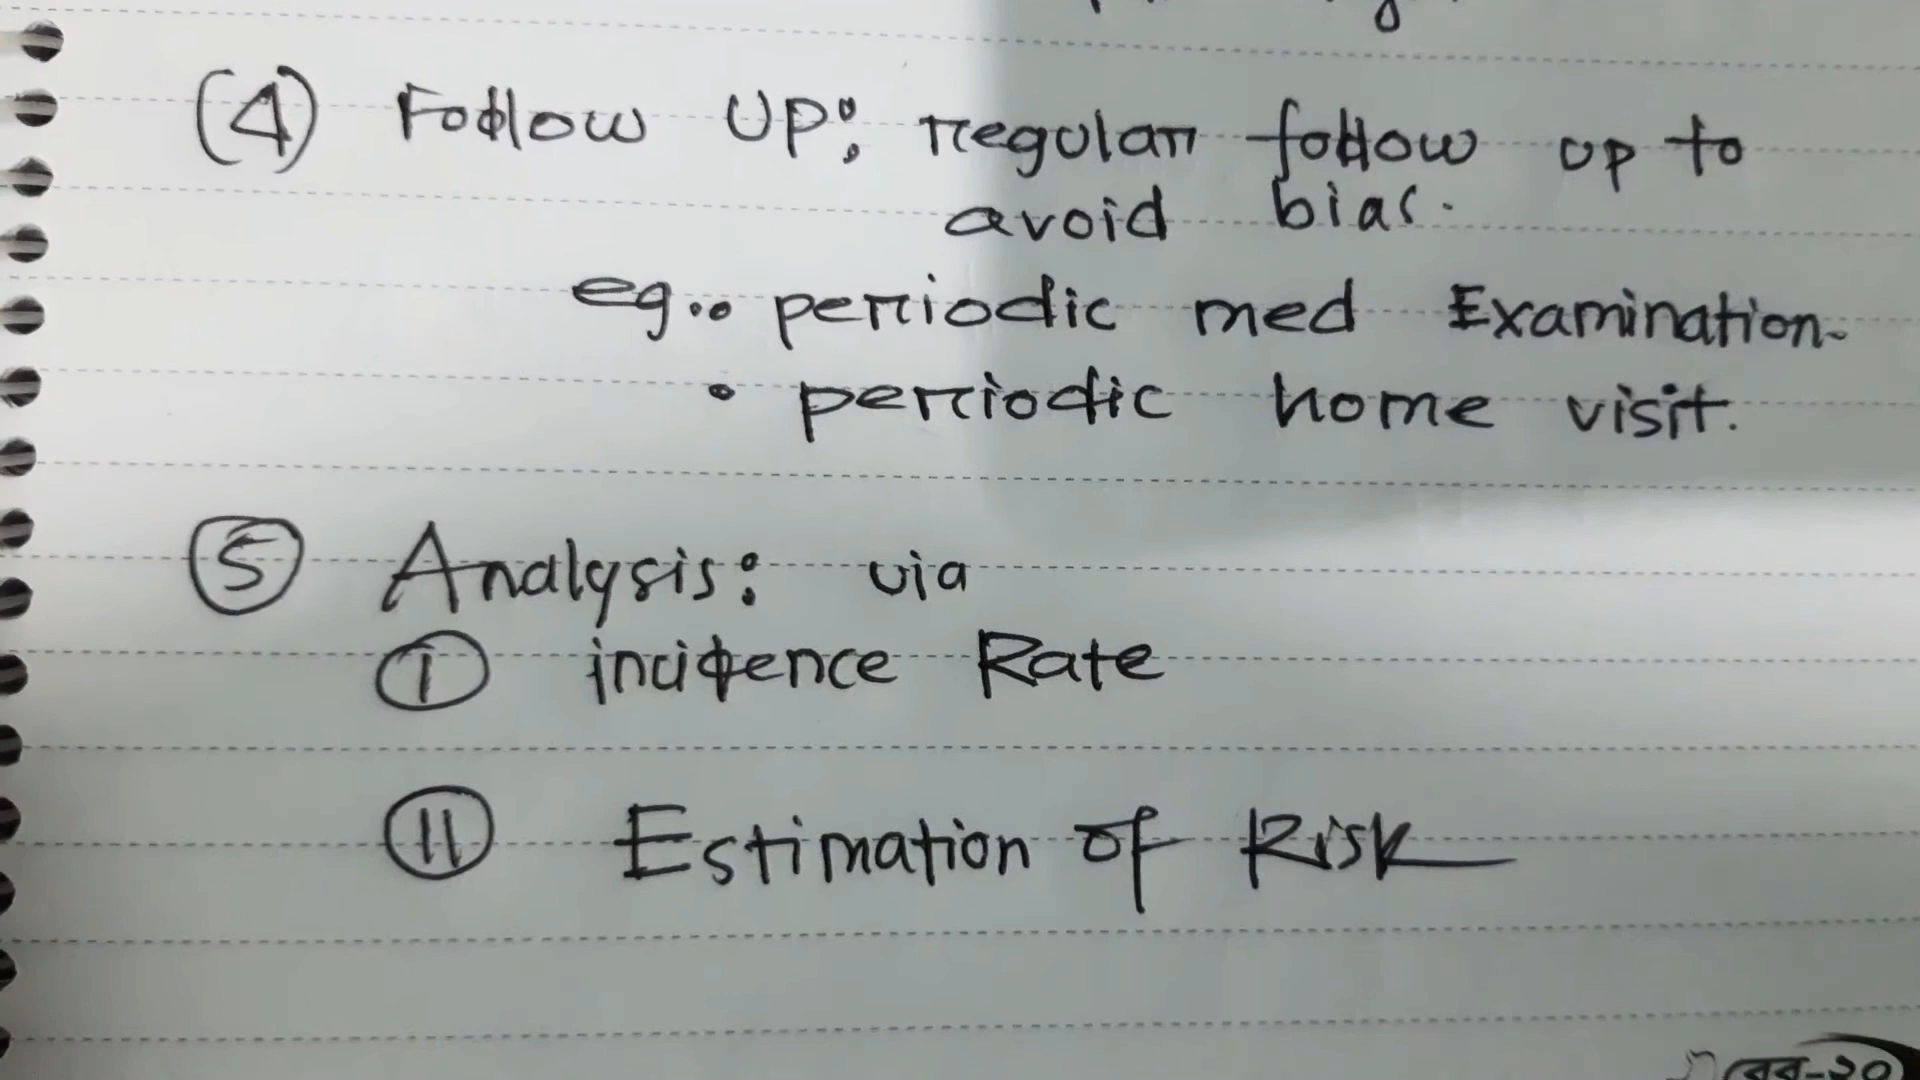 (4) Follow UP: regular follow up to
avoid bias.
eg.. periodic med Examination.
• periodic home visit.
⑤ Analysis: via
Ⓘ incidence Rate
ⓘⓘ Estimation of Risk